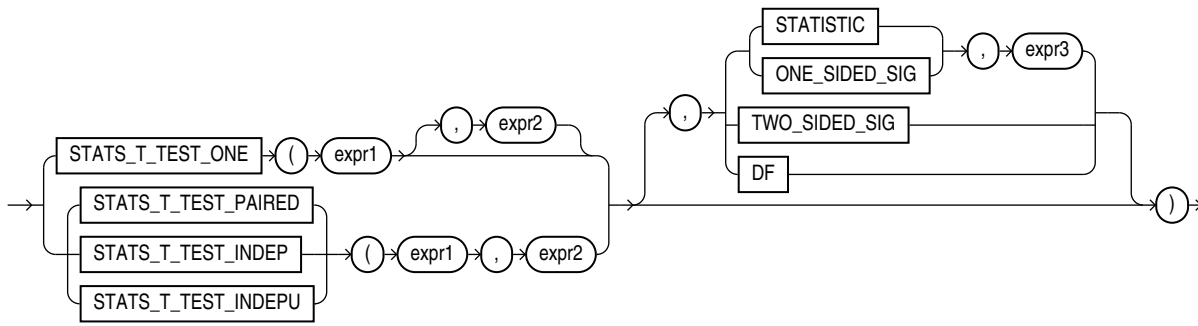 STATISTIC
ONE_SIDED_SIG , expr3
, TWO_SIDED_SIG
DF
, expr2
STATS_T_TEST_ONE ( expr1
STATS_T_TEST_PAIRED
STATS_T_TEST_INDEP ( expr1 , expr2
STATS_T_TEST_INDEPU
)